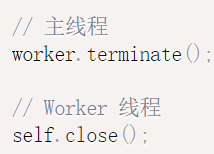 // 主线程
worker.terminate();
// Worker 线程
self.close();